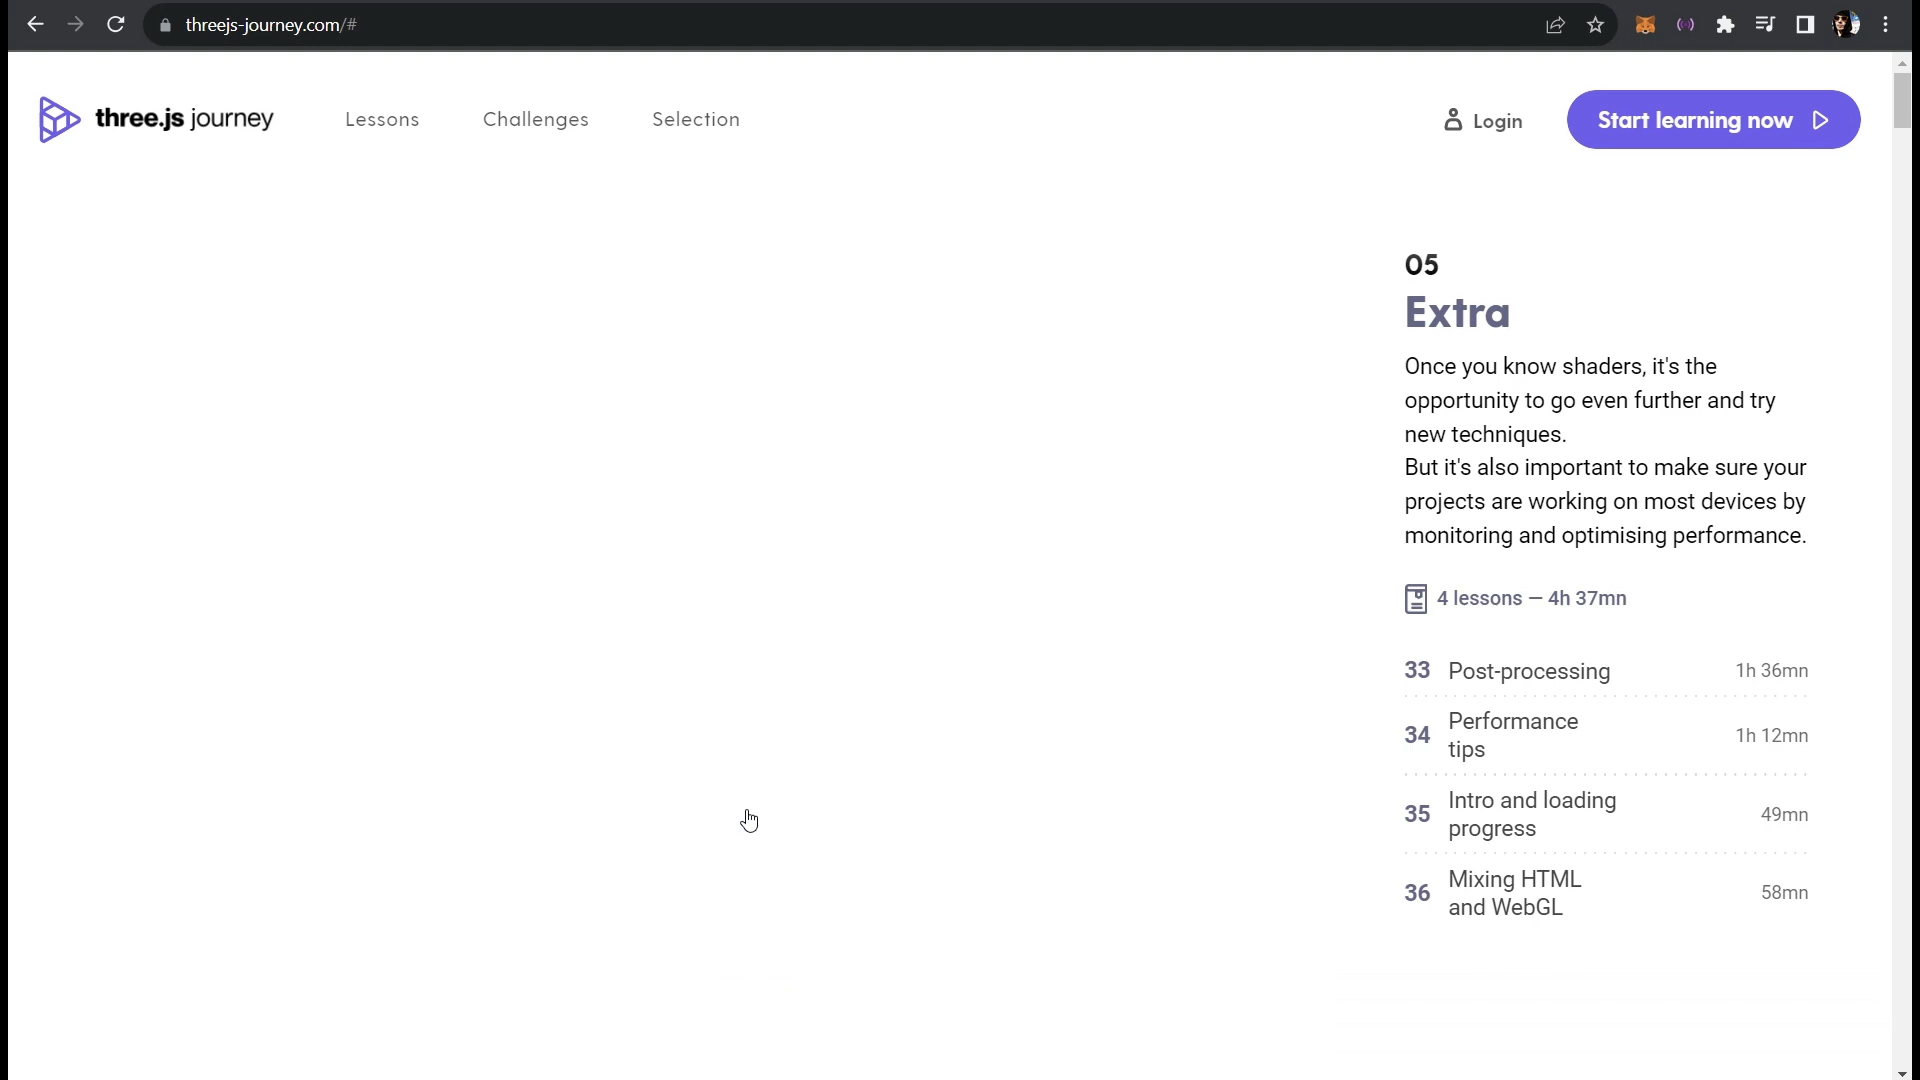 threejs-journey.com/#
three.js journey
Lessons
Challenges
Selection
Login
Start learning now
05
Extra
Once you know shaders, it's the
opportunity to go even further and try
new techniques.
But it's also important to make sure your
projects are working on most devices by
monitoring and optimising performance.
4 lessons — 4h 37mn
33 Post-processing 1h 36mn
34 Performance
tips 1h 12mn
35 Intro and loading
progress 49mn
36 Mixing HTML
and WebGL 58mn